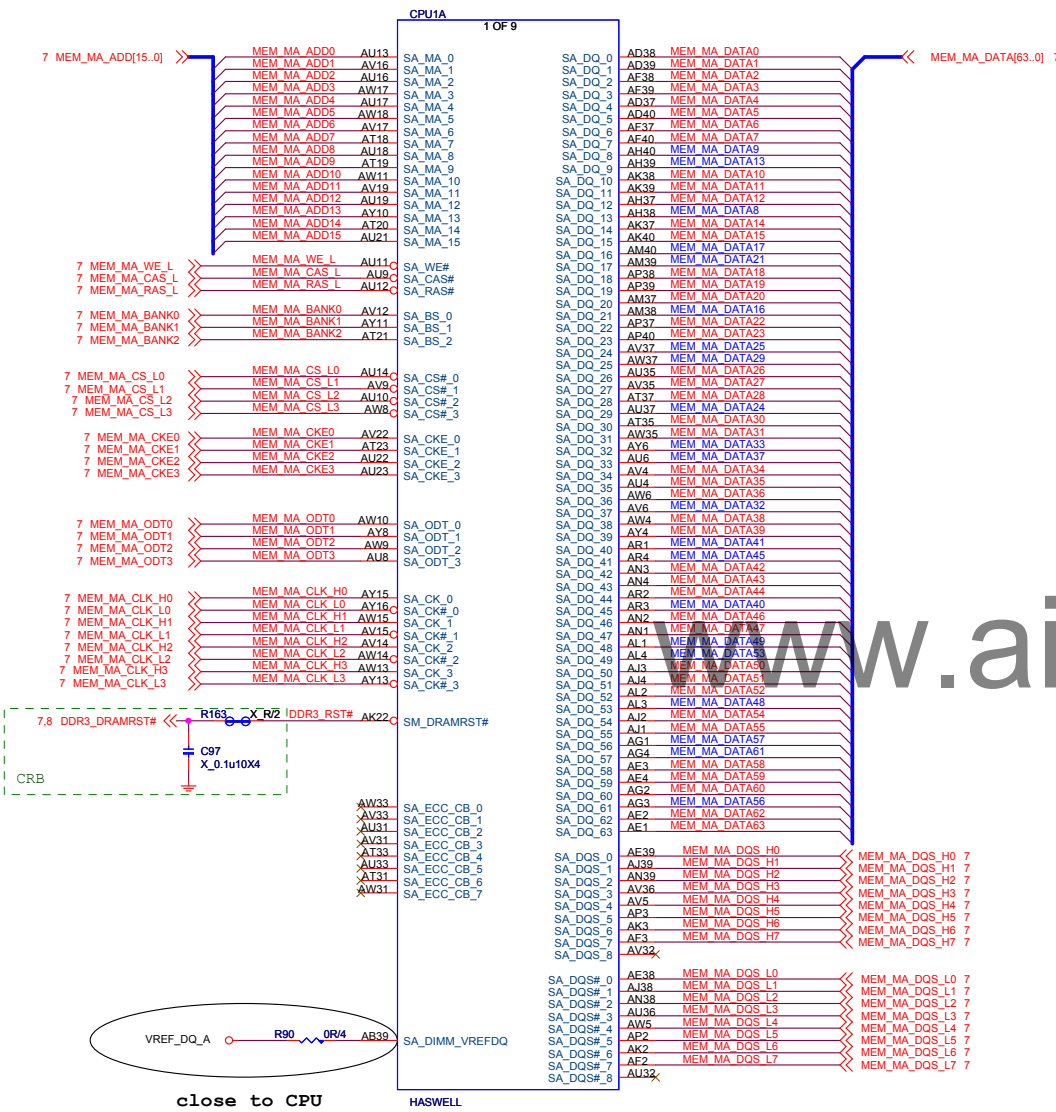 CPU1A
1 OF 9
7 MEM_MA_ADD[15..0]
MEM_MA_ADD0 AU13 SA_MA_0
MEM_MA_ADD1 AV16 SA_MA_1
MEM_MA_ADD2 AU16 SA_MA_2
MEM_MA_ADD3 AW17 SA_MA_3
MEM_MA_ADD4 AU17 SA_MA_4
MEM_MA_ADD5 AW18 SA_MA_5
MEM_MA_ADD6 AV17 SA_MA_6
MEM_MA_ADD7 AT18 SA_MA_7
MEM_MA_ADD8 AU18 SA_MA_8
MEM_MA_ADD9 AT19 SA_MA_9
MEM_MA_ADD10 AW11 SA_MA_10
MEM_MA_ADD11 AV19 SA_MA_11
MEM_MA_ADD12 AU19 SA_MA_12
MEM_MA_ADD13 AY10 SA_MA_13
MEM_MA_ADD14 AT20 SA_MA_14
MEM_MA_ADD15 AU21 SA_MA_15
7 MEM_MA_WE_L MEM_MA_WE_L AU11 SA_WE#
7 MEM_MA_CAS_L MEM_MA_CAS_L AU9 SA_CAS#
7 MEM_MA_RAS_L MEM_MA_RAS_L AU12 SA_RAS#
7 MEM_MA_BANK0 MEM_MA_BANK0 AV12 SA_BS_0
7 MEM_MA_BANK1 MEM_MA_BANK1 AY11 SA_BS_1
7 MEM_MA_BANK2 MEM_MA_BANK2 AT21 SA_BS_2
7 MEM_MA_CS_L0 MEM_MA_CS_L0 AU14 SA_CS#_0
7 MEM_MA_CS_L1 MEM_MA_CS_L1 AV9 SA_CS#_1
7 MEM_MA_CS_L2 MEM_MA_CS_L2 AU10 SA_CS#_2
7 MEM_MA_CS_L3 MEM_MA_CS_L3 AW8 SA_CS#_3
7 MEM_MA_CKE0 MEM_MA_CKE0 AV22 SA_CKE_0
7 MEM_MA_CKE1 MEM_MA_CKE1 AT23 SA_CKE_1
7 MEM_MA_CKE2 MEM_MA_CKE2 AU22 SA_CKE_2
7 MEM_MA_CKE3 MEM_MA_CKE3 AU23 SA_CKE_3
7 MEM_MA_ODT0 MEM_MA_ODT0 AW10 SA_ODT_0
7 MEM_MA_ODT1 MEM_MA_ODT1 AY8 SA_ODT_1
7 MEM_MA_ODT2 MEM_MA_ODT2 AW9 SA_ODT_2
7 MEM_MA_ODT3 MEM_MA_ODT3 AU8 SA_ODT_3
7 MEM_MA_CLK_H0 MEM_MA_CLK_H0 AY15 SA_CK_0
7 MEM_MA_CLK_L0 MEM_MA_CLK_L0 AY16 SA_CK#_0
7 MEM_MA_CLK_H1 MEM_MA_CLK_H1 AW15 SA_CK_1
7 MEM_MA_CLK_L1 MEM_MA_CLK_L1 AV15 SA_CK#_1
7 MEM_MA_CLK_H2 MEM_MA_CLK_H2 AV14 SA_CK_2
7 MEM_MA_CLK_L2 MEM_MA_CLK_L2 AW14 SA_CK#_2
7 MEM_MA_CLK_H3 MEM_MA_CLK_H3 AW13 SA_CK_3
7 MEM_MA_CLK_L3 MEM_MA_CLK_L3 AY13 SA_CK#_3
7,8 DDR3_DRAMRST# R163 X_R/2 DDR3_RST# AK22 SM_DRAMRST#
C97
X_0.1u10X4
CRB
AW33 SA_ECC_CB_0
AV33 SA_ECC_CB_1
AU31 SA_ECC_CB_2
AV31 SA_ECC_CB_3
AT33 SA_ECC_CB_4
AU33 SA_ECC_CB_5
AT31 SA_ECC_CB_6
AW31 SA_ECC_CB_7
VREF_DQ_A R90 0R/4 AB39 SA_DIMM_VREFDQ
close to CPU
HASWELL
MEM_MA_DATA[63..0] 7
SA_DQ_0 AD38 MEM_MA_DATA0
SA_DQ_1 AD39 MEM_MA_DATA1
SA_DQ_2 AF38 MEM_MA_DATA2
SA_DQ_3 AF39 MEM_MA_DATA3
SA_DQ_4 AD37 MEM_MA_DATA4
SA_DQ_5 AD40 MEM_MA_DATA5
SA_DQ_6 AF37 MEM_MA_DATA6
SA_DQ_7 AF40 MEM_MA_DATA7
SA_DQ_8 AH40 MEM_MA_DATA9
SA_DQ_9 AH39 MEM_MA_DATA13
SA_DQ_10 AK38 MEM_MA_DATA10
SA_DQ_11 AK39 MEM_MA_DATA11
SA_DQ_12 AH37 MEM_MA_DATA12
SA_DQ_13 AH38 MEM_MA_DATA8
SA_DQ_14 AK37 MEM_MA_DATA14
SA_DQ_15 AK40 MEM_MA_DATA15
SA_DQ_16 AM40 MEM_MA_DATA17
SA_DQ_17 AM39 MEM_MA_DATA21
SA_DQ_18 AP38 MEM_MA_DATA18
SA_DQ_19 AP39 MEM_MA_DATA19
SA_DQ_20 AM37 MEM_MA_DATA20
SA_DQ_21 AM38 MEM_MA_DATA16
SA_DQ_22 AP37 MEM_MA_DATA22
SA_DQ_23 AP40 MEM_MA_DATA23
SA_DQ_24 AV37 MEM_MA_DATA25
SA_DQ_25 AW37 MEM_MA_DATA29
SA_DQ_26 AU35 MEM_MA_DATA26
SA_DQ_27 AV35 MEM_MA_DATA27
SA_DQ_28 AT37 MEM_MA_DATA28
SA_DQ_29 AU37 MEM_MA_DATA24
SA_DQ_30 AT35 MEM_MA_DATA30
SA_DQ_31 AW35 MEM_MA_DATA31
SA_DQ_32 AY6 MEM_MA_DATA33
SA_DQ_33 AU6 MEM_MA_DATA37
SA_DQ_34 AV4 MEM_MA_DATA34
SA_DQ_35 AU4 MEM_MA_DATA35
SA_DQ_36 AW6 MEM_MA_DATA36
SA_DQ_37 AV6 MEM_MA_DATA32
SA_DQ_38 AW4 MEM_MA_DATA38
SA_DQ_39 AY4 MEM_MA_DATA39
SA_DQ_40 AR1 MEM_MA_DATA41
SA_DQ_41 AR4 MEM_MA_DATA45
SA_DQ_42 AN3 MEM_MA_DATA42
SA_DQ_43 AN4 MEM_MA_DATA43
SA_DQ_44 AR2 MEM_MA_DATA44
SA_DQ_45 AR3 MEM_MA_DATA40
SA_DQ_46 AN2 MEM_MA_DATA46
SA_DQ_47 AN1 MEM_MA_DATA47
SA_DQ_48 AL1 MEM_MA_DATA49
SA_DQ_49 AL4 MEM_MA_DATA53
SA_DQ_50 AJ3 MEM_MA_DATA50
SA_DQ_51 AJ4 MEM_MA_DATA51
SA_DQ_52 AL2 MEM_MA_DATA52
SA_DQ_53 AL3 MEM_MA_DATA48
SA_DQ_54 AJ2 MEM_MA_DATA54
SA_DQ_55 AJ1 MEM_MA_DATA55
SA_DQ_56 AG1 MEM_MA_DATA57
SA_DQ_57 AG4 MEM_MA_DATA61
SA_DQ_58 AE3 MEM_MA_DATA58
SA_DQ_59 AE4 MEM_MA_DATA59
SA_DQ_60 AG2 MEM_MA_DATA60
SA_DQ_61 AG3 MEM_MA_DATA56
SA_DQ_62 AE2 MEM_MA_DATA62
SA_DQ_63 AE1 MEM_MA_DATA63
SA_DQS_0 AE39 MEM_MA_DQS_H0 MEM_MA_DQS_H0 7
SA_DQS_1 AJ39 MEM_MA_DQS_H1 MEM_MA_DQS_H1 7
SA_DQS_2 AN39 MEM_MA_DQS_H2 MEM_MA_DQS_H2 7
SA_DQS_3 AV36 MEM_MA_DQS_H3 MEM_MA_DQS_H3 7
SA_DQS_4 AV5 MEM_MA_DQS_H4 MEM_MA_DQS_H4 7
SA_DQS_5 AP3 MEM_MA_DQS_H5 MEM_MA_DQS_H5 7
SA_DQS_6 AK3 MEM_MA_DQS_H6 MEM_MA_DQS_H6 7
SA_DQS_7 AF3 MEM_MA_DQS_H7 MEM_MA_DQS_H7 7
SA_DQS_8 AV32
SA_DQS#_0 AE38 MEM_MA_DQS_L0 MEM_MA_DQS_L0 7
SA_DQS#_1 AJ38 MEM_MA_DQS_L1 MEM_MA_DQS_L1 7
SA_DQS#_2 AN38 MEM_MA_DQS_L2 MEM_MA_DQS_L2 7
SA_DQS#_3 AU36 MEM_MA_DQS_L3 MEM_MA_DQS_L3 7
SA_DQS#_4 AW5 MEM_MA_DQS_L4 MEM_MA_DQS_L4 7
SA_DQS#_5 AP2 MEM_MA_DQS_L5 MEM_MA_DQS_L5 7
SA_DQS#_6 AK2 MEM_MA_DQS_L6 MEM_MA_DQS_L6 7
SA_DQS#_7 AF2 MEM_MA_DQS_L7 MEM_MA_DQS_L7 7
SA_DQS#_8 AU32
www.ai